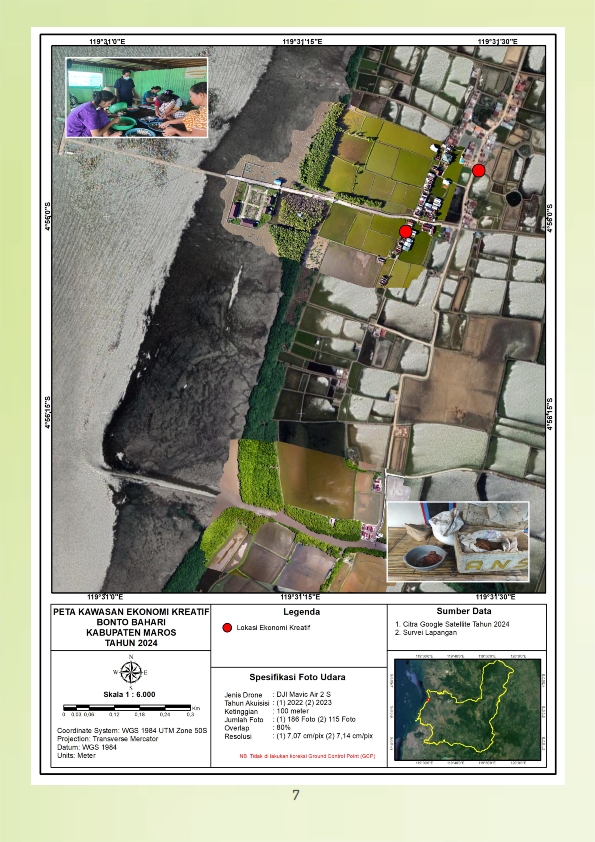 119°31'0"E 119°31'15"E 119°31'30"E
4°56'0"S 4°56'0"S
4°56'15"S 4°56'15"S
119°31'0"E 119°31'15"E 119°31'30"E
PETA KAWASAN EKONOMI KREATIF
BONTO BAHARI
KABUPATEN MAROS
TAHUN 2024
N
W E
S
Skala 1 : 6.000
Km
0 0,03 0,06 0,12 0,18 0,24 0,3
Coordinate System: WGS 1984 UTM Zone 50S
Projection: Transverse Mercator
Datum: WGS 1984
Units: Meter
Legenda
Lokasi Ekonomi Kreatif
Spesifikasi Foto Udara
Jenis Drone : DJI Mavic Air 2 S
Tahun Akuisisi : (1) 2022 (2) 2023
Ketinggian : 100 meter
Jumlah Foto : (1) 186 Foto (2) 115 Foto
Overlap : 80%
Resolusi : (1) 7,07 cm/pix (2) 7,14 cm/pix
NB: Tidak di lakukan koreksi Ground Control Point (GCP)
Sumber Data
1. Citra Google Satellite Tahun 2024
2. Survei Lapangan
7